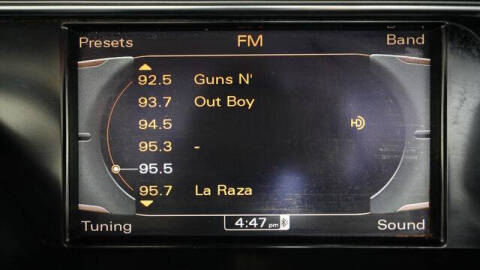 Presets FM Band
92.5 Guns N'
93.7 Out Boy
94.5 HD
95.3 -
95.5
95.7 La Raza
Tuning 4:47 pm Sound